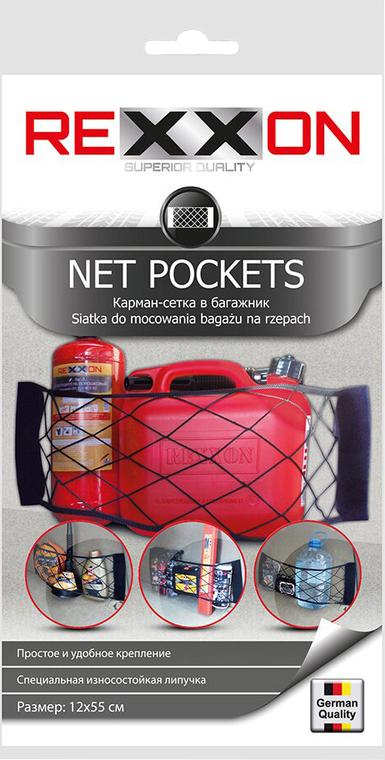 REXXON
SUPERIOR QUALITY
NET POCKETS
Карман-сетка в багажник
Siatka do mocowania bagażu na rzepach
REXXON
REXXON
Простое и удобное крепление
Специальная износостойкая липучка
Размер: 12x55 см
German
Quality